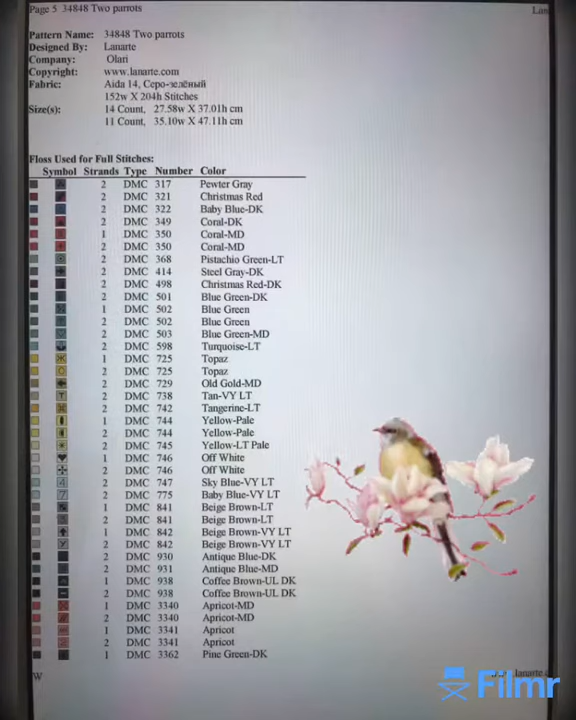 Page 5 34848 Two parrots
Pattern Name: 34848 Two parrots
Designed By: Lanarte
Company: Olari
Copyright: www.lanarte.com
Fabric: Aida 14, Серо-зелёный
152w X 204h Stitches
Size(s): 14 Count, 27.58w X 37.01h cm
11 Count, 35.10w X 47.11h cm
Floss Used for Full Stitches:
Symbol Strands Type Number Color
2 DMC 317 Pewter Gray
2 DMC 321 Christmas Red
2 DMC 322 Baby Blue-DK
2 DMC 349 Coral-DK
1 DMC 350 Coral-MD
2 DMC 350 Coral-MD
2 DMC 368 Pistachio Green-LT
2 DMC 414 Steel Gray-DK
2 DMC 498 Christmas Red-DK
2 DMC 501 Blue Green-DK
1 DMC 502 Blue Green
2 DMC 502 Blue Green
2 DMC 503 Blue Green-MD
2 DMC 598 Turquoise-LT
1 DMC 725 Topaz
2 DMC 725 Topaz
2 DMC 729 Old Gold-MD
2 DMC 738 Tan-VY LT
2 DMC 742 Tangerine-LT
1 DMC 744 Yellow-Pale
2 DMC 744 Yellow-Pale
2 DMC 745 Yellow-LT Pale
1 DMC 746 Off White
2 DMC 746 Off White
2 DMC 747 Sky Blue-VY LT
2 DMC 775 Baby Blue-VY LT
1 DMC 841 Beige Brown-LT
2 DMC 841 Beige Brown-LT
1 DMC 842 Beige Brown-VY LT
2 DMC 842 Beige Brown-VY LT
2 DMC 930 Antique Blue-DK
2 DMC 931 Antique Blue-MD
1 DMC 938 Coffee Brown-UL DK
2 DMC 938 Coffee Brown-UL DK
1 DMC 3340 Apricot-MD
2 DMC 3340 Apricot-MD
1 DMC 3341 Apricot
2 DMC 3341 Apricot
1 DMC 3362 Pine Green-DK
W
Filmr